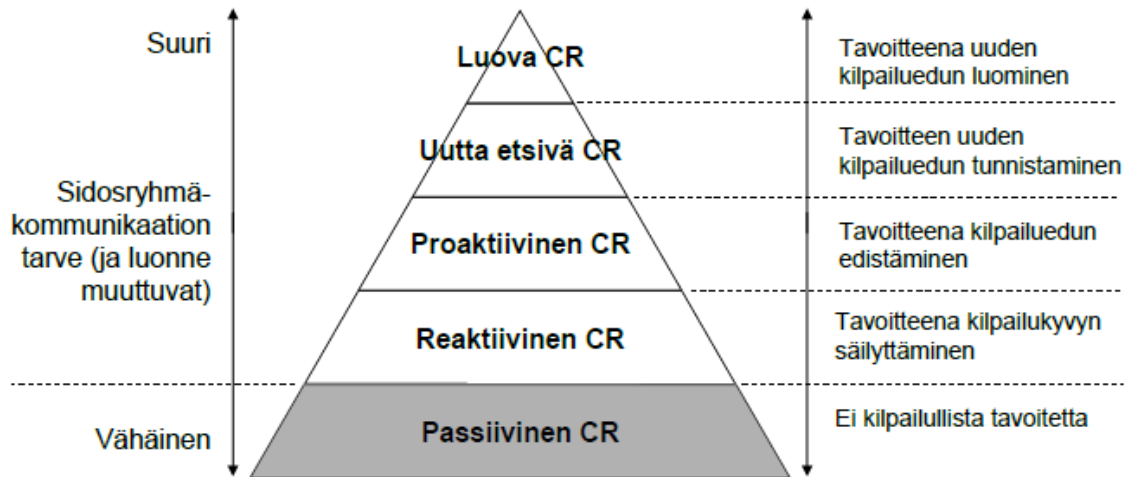 Suuri
Luova CR
Tavoitteena uuden
kilpailuedun luominen
Uutta etsivä CR
Tavoitteen uuden
kilpailuedun tunnistaminen
Sidosryhmä-
kommunikaation
tarve (ja luonne
muuttuvat)
Proaktiivinen CR
Tavoitteena kilpailuedun
edistäminen
Reaktiivinen CR
Tavoitteena kilpailukyvyn
säilyttäminen
Vähäinen
Passiivinen CR
Ei kilpailullista tavoitetta